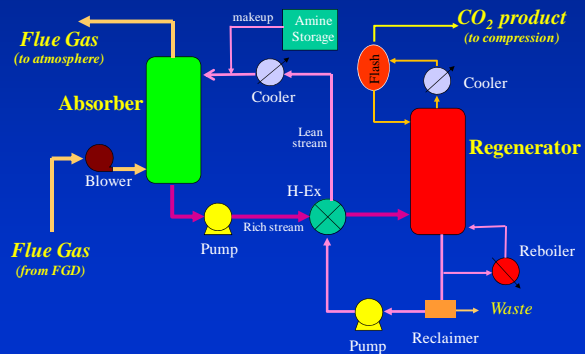 Flue Gas
(to atmosphere)
makeup
Amine
Storage
CO₂ product
(to compression)
Flash
Cooler
Absorber
Cooler
Lean
stream
Regenerator
Blower
H-Ex
Rich stream
Pump
Flue Gas
(from FGD)
Reboiler
Waste
Reclaimer
Pump